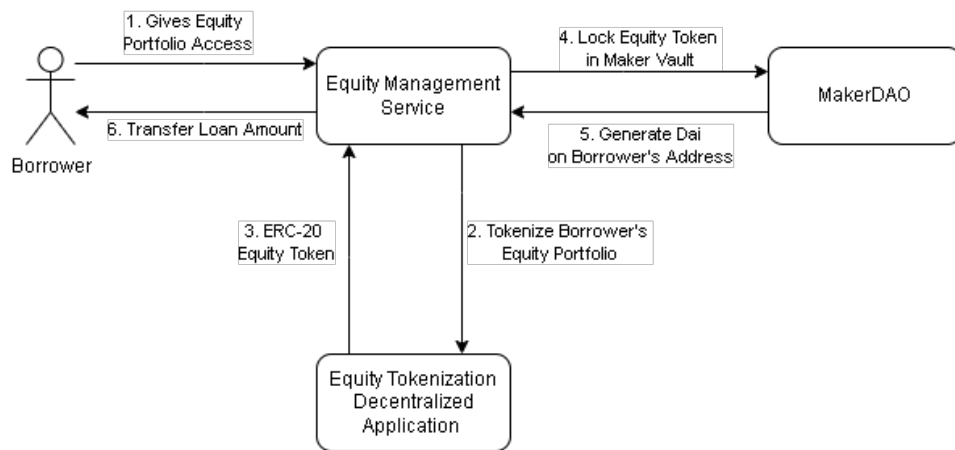 1. Gives Equity
Portfolio Access
4. Lock Equity Token
in Maker Vault
Equity Management
Service
MakerDAO
6. Transfer Loan Amount
5. Generate Dai
on Borrower's Address
Borrower
3. ERC-20
Equity Token
2. Tokenize Borrower's
Equity Portfolio
Equity Tokenization
Decentralized
Application